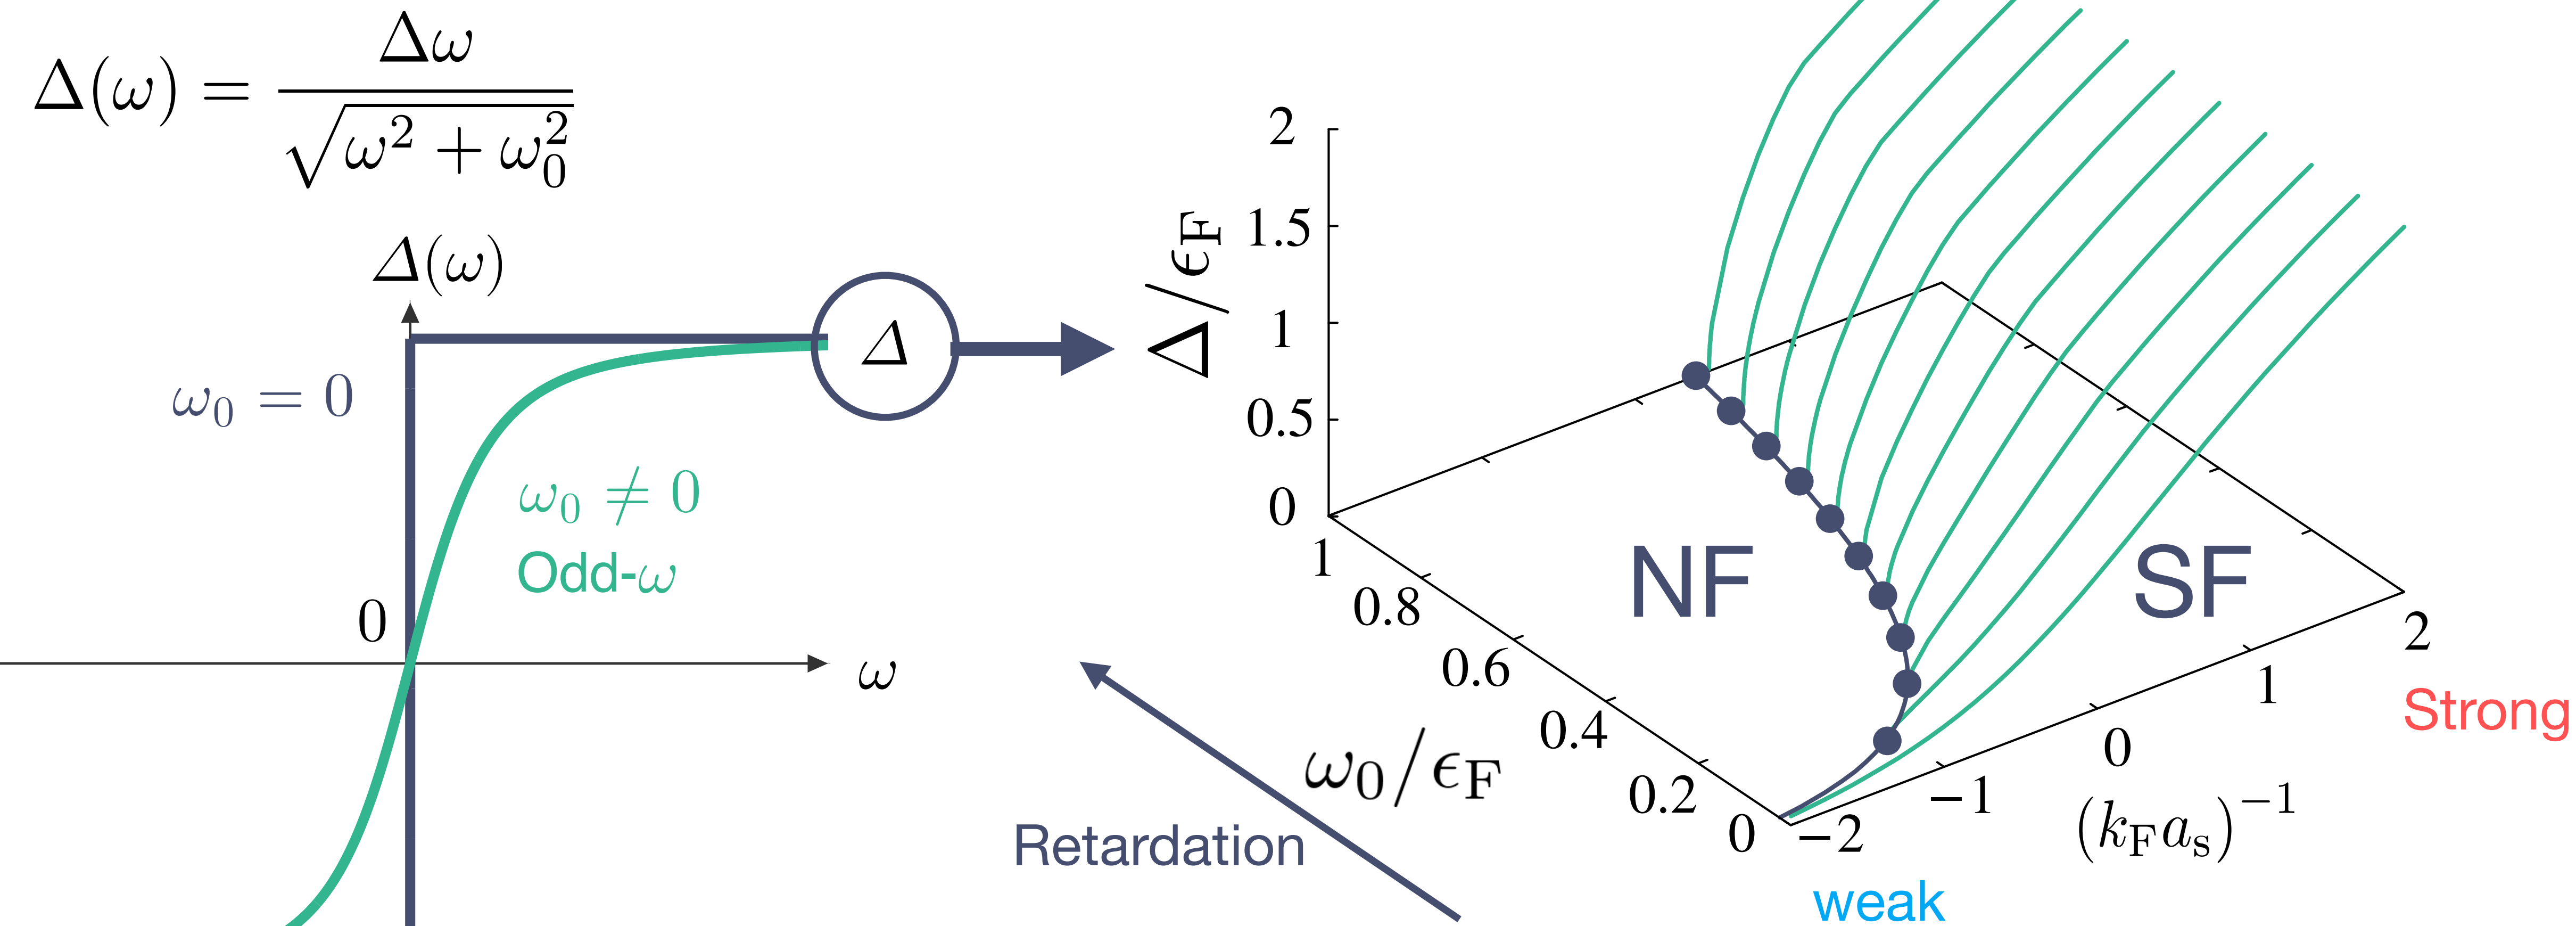 Δ(ω) = Δω / √(ω² + ω₀²)
Δ(ω)
ω₀ = 0
Δ
ω₀ ≠ 0
Odd-ω
0
ω
Δ/ϵ_F
2
1.5
1
0.5
0
1
0.8
0.6
0.4
0.2
0
ω₀/ϵ_F
Retardation
NF
SF
−2
−1
0
1
2
(k_F a_s)⁻¹
weak
Strong